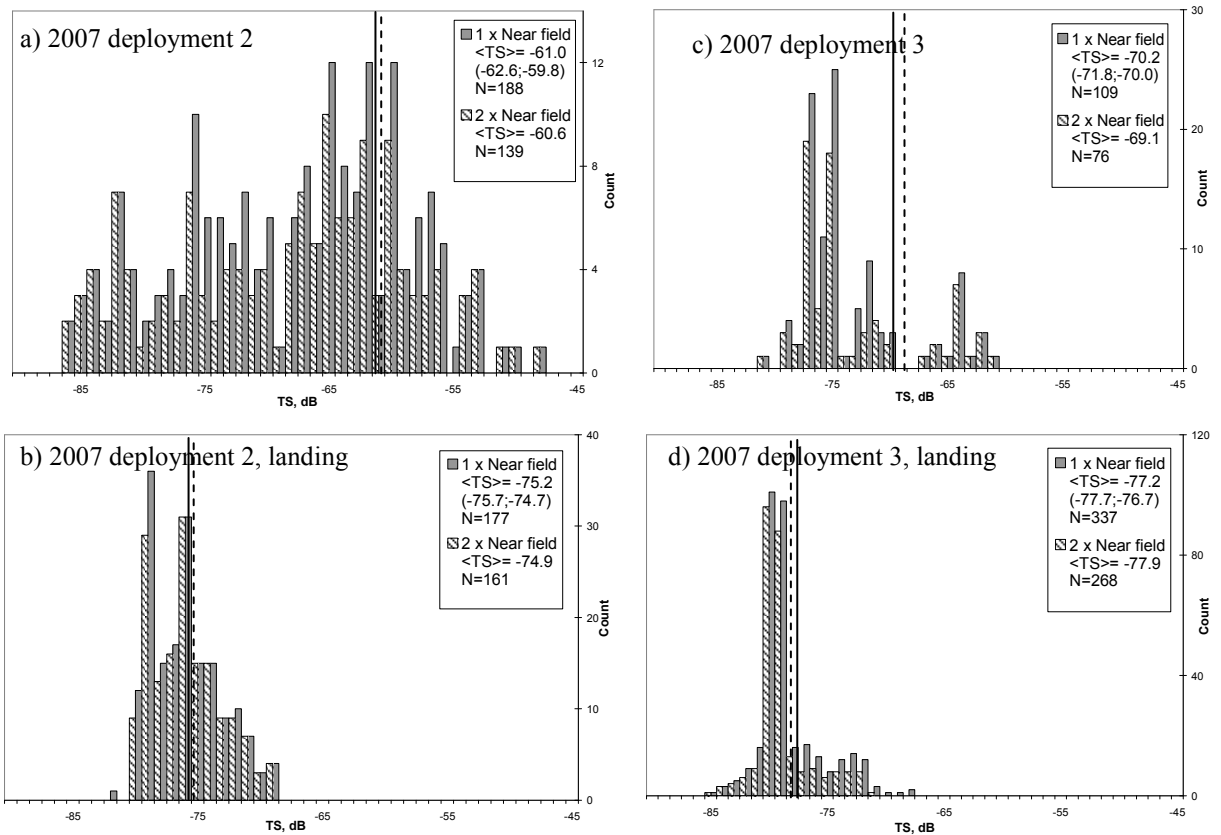 a) 2007 deployment 2
1 x Near field
<TS>= -61.0
(-62.6;-59.8)
N=188
2 x Near field
<TS>= -60.6
N=139
12
8
4
0
Count
-85 -75 -65 -55 -45
TS, dB
c) 2007 deployment 3
1 x Near field
<TS>= -70.2
(-71.8;-70.0)
N=109
2 x Near field
<TS>= -69.1
N=76
30
20
10
0
Count
-85 -75 -65 -55 -45
TS, dB
b) 2007 deployment 2, landing
1 x Near field
<TS>= -75.2
(-75.7;-74.7)
N=177
2 x Near field
<TS>= -74.9
N=161
40
30
20
10
0
Count
-85 -75 -65 -55 -45
TS, dB
d) 2007 deployment 3, landing
1 x Near field
<TS>= -77.2
(-77.7;-76.7)
N=337
2 x Near field
<TS>= -77.9
N=268
120
80
40
0
Count
-85 -75 -65 -55 -45
TS, dB